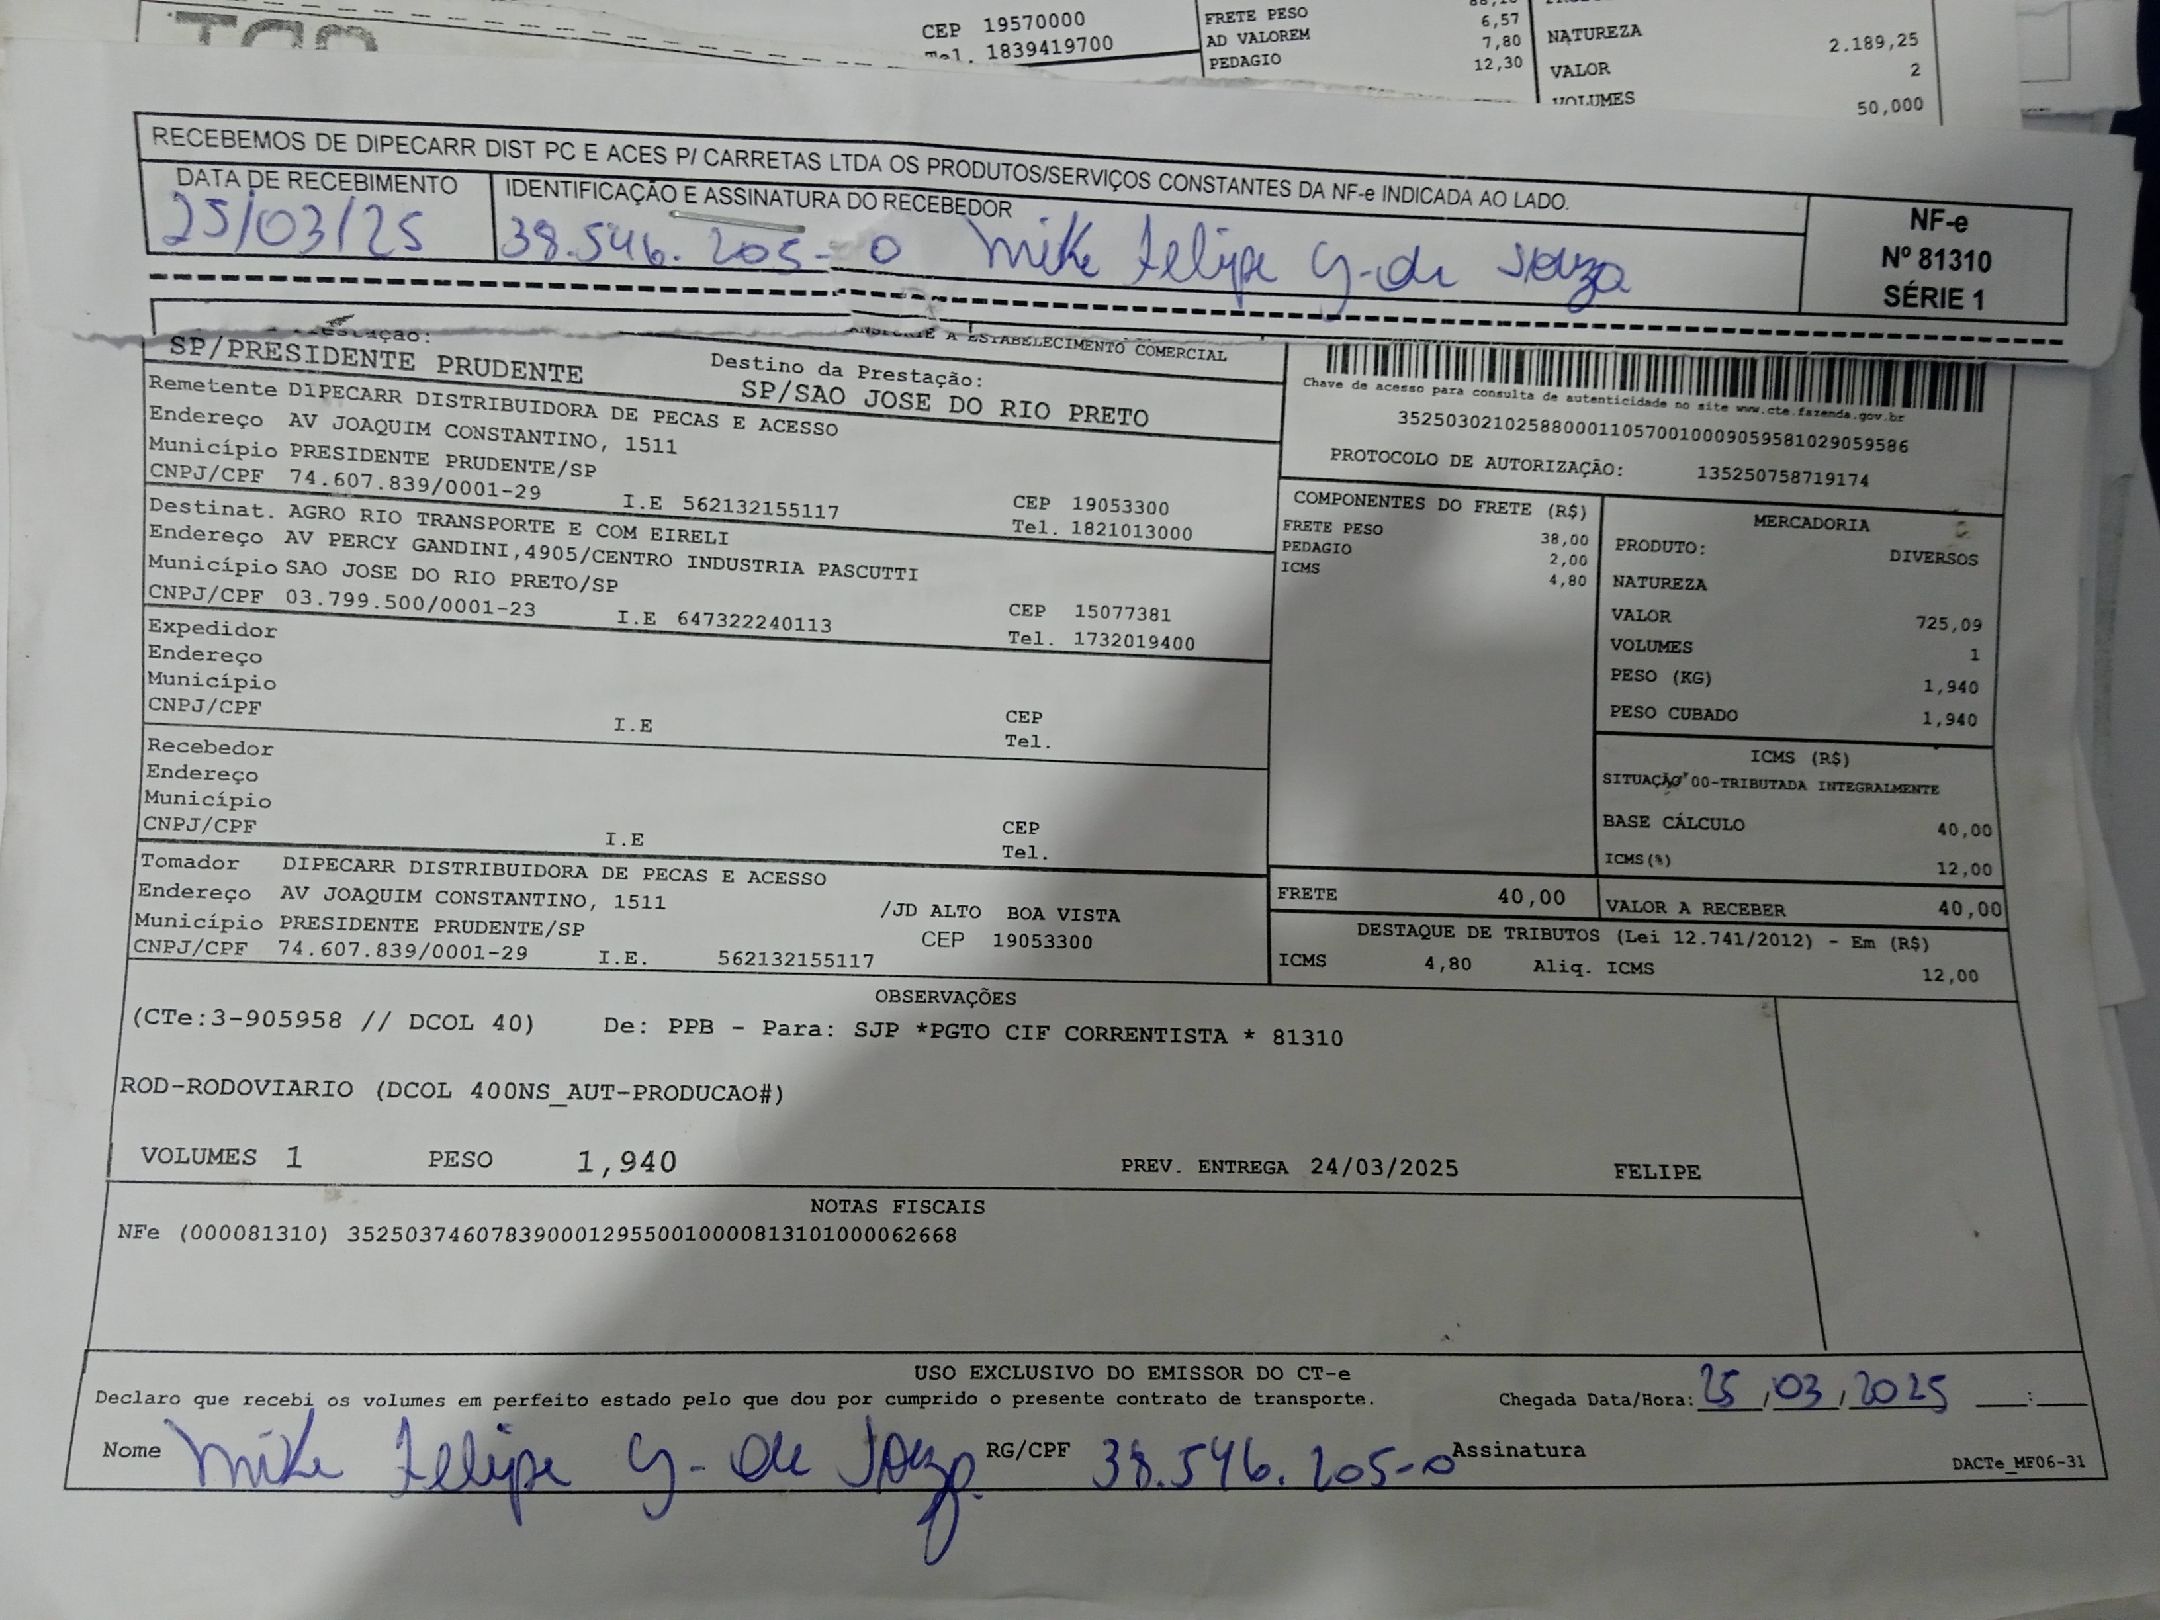 CEP 19570000
Tel. 1839419700
FRETE PESO 6,57
AD VALOREM 7,80
PEDAGIO 12,30
NATUREZA
VALOR 2.189,25
VOLUMES 2
50,000
RECEBEMOS DE DIPECARR DIST PC E ACES P/ CARRETAS LTDA OS PRODUTOS/SERVIÇOS CONSTANTES DA NF-e INDICADA AO LADO.
DATA DE RECEBIMENTO
25/03/25
IDENTIFICAÇÃO E ASSINATURA DO RECEBEDOR
38.546.205-0 Mike Felipe G. de Souza
NF-e
Nº 81310
SÉRIE 1
A ESTABELECIMENTO COMERCIAL
SP/PRESIDENTE PRUDENTE
Destino da Prestação:
SP/SAO JOSE DO RIO PRETO
Remetente DIPECARR DISTRIBUIDORA DE PECAS E ACESSO
Endereço AV JOAQUIM CONSTANTINO, 1511
Município PRESIDENTE PRUDENTE/SP CEP 19053300
CNPJ/CPF 74.607.839/0001-29 I.E 562132155117 Tel. 1821013000
Destinat. AGRO RIO TRANSPORTE E COM EIRELI
Endereço AV PERCY GANDINI,4905/CENTRO INDUSTRIA PASCUTTI
Município SAO JOSE DO RIO PRETO/SP CEP 15077381
CNPJ/CPF 03.799.500/0001-23 I.E 647322240113 Tel. 1732019400
Expedidor
Endereço
Município CEP
CNPJ/CPF I.E Tel.
Recebedor
Endereço
Município CEP
CNPJ/CPF I.E Tel.
Tomador DIPECARR DISTRIBUIDORA DE PECAS E ACESSO
Endereço AV JOAQUIM CONSTANTINO, 1511 /JD ALTO BOA VISTA
Município PRESIDENTE PRUDENTE/SP CEP 19053300
CNPJ/CPF 74.607.839/0001-29 I.E. 562132155117
Chave de acesso para consulta de autenticidade no site www.cte.fazenda.gov.br
35250302102588000110570010009059581029059586
PROTOCOLO DE AUTORIZAÇÃO: 135250758719174
COMPONENTES DO FRETE (R$)
FRETE PESO 38,00
PEDAGIO 2,00
ICMS 4,80
MERCADORIA
PRODUTO: DIVERSOS
NATUREZA
VALOR 725,09
VOLUMES 1
PESO (KG) 1,940
PESO CUBADO 1,940
ICMS (R$)
SITUAÇÃO 00-TRIBUTADA INTEGRALMENTE
BASE CÁLCULO 40,00
ICMS(%) 12,00
FRETE 40,00 VALOR A RECEBER 40,00
DESTAQUE DE TRIBUTOS (Lei 12.741/2012) - Em (R$)
ICMS 4,80 Aliq. ICMS 12,00
OBSERVAÇÕES
(CTe:3-905958 // DCOL 40) De: PPB - Para: SJP *PGTO CIF CORRENTISTA * 81310
ROD-RODOVIARIO (DCOL 400NS_AUT-PRODUCAO#)
VOLUMES 1 PESO 1,940 PREV. ENTREGA 24/03/2025 FELIPE
NOTAS FISCAIS
NFe (000081310) 35250374607839000129550010000813101000062668
USO EXCLUSIVO DO EMISSOR DO CT-e
Declaro que recebi os volumes em perfeito estado pelo que dou por cumprido o presente contrato de transporte. Chegada Data/Hora: 25/03/2025 __:__
Nome Mike Felipe G. de Souza RG/CPF 38.546.205-0 Assinatura
DACTe_MF06-31